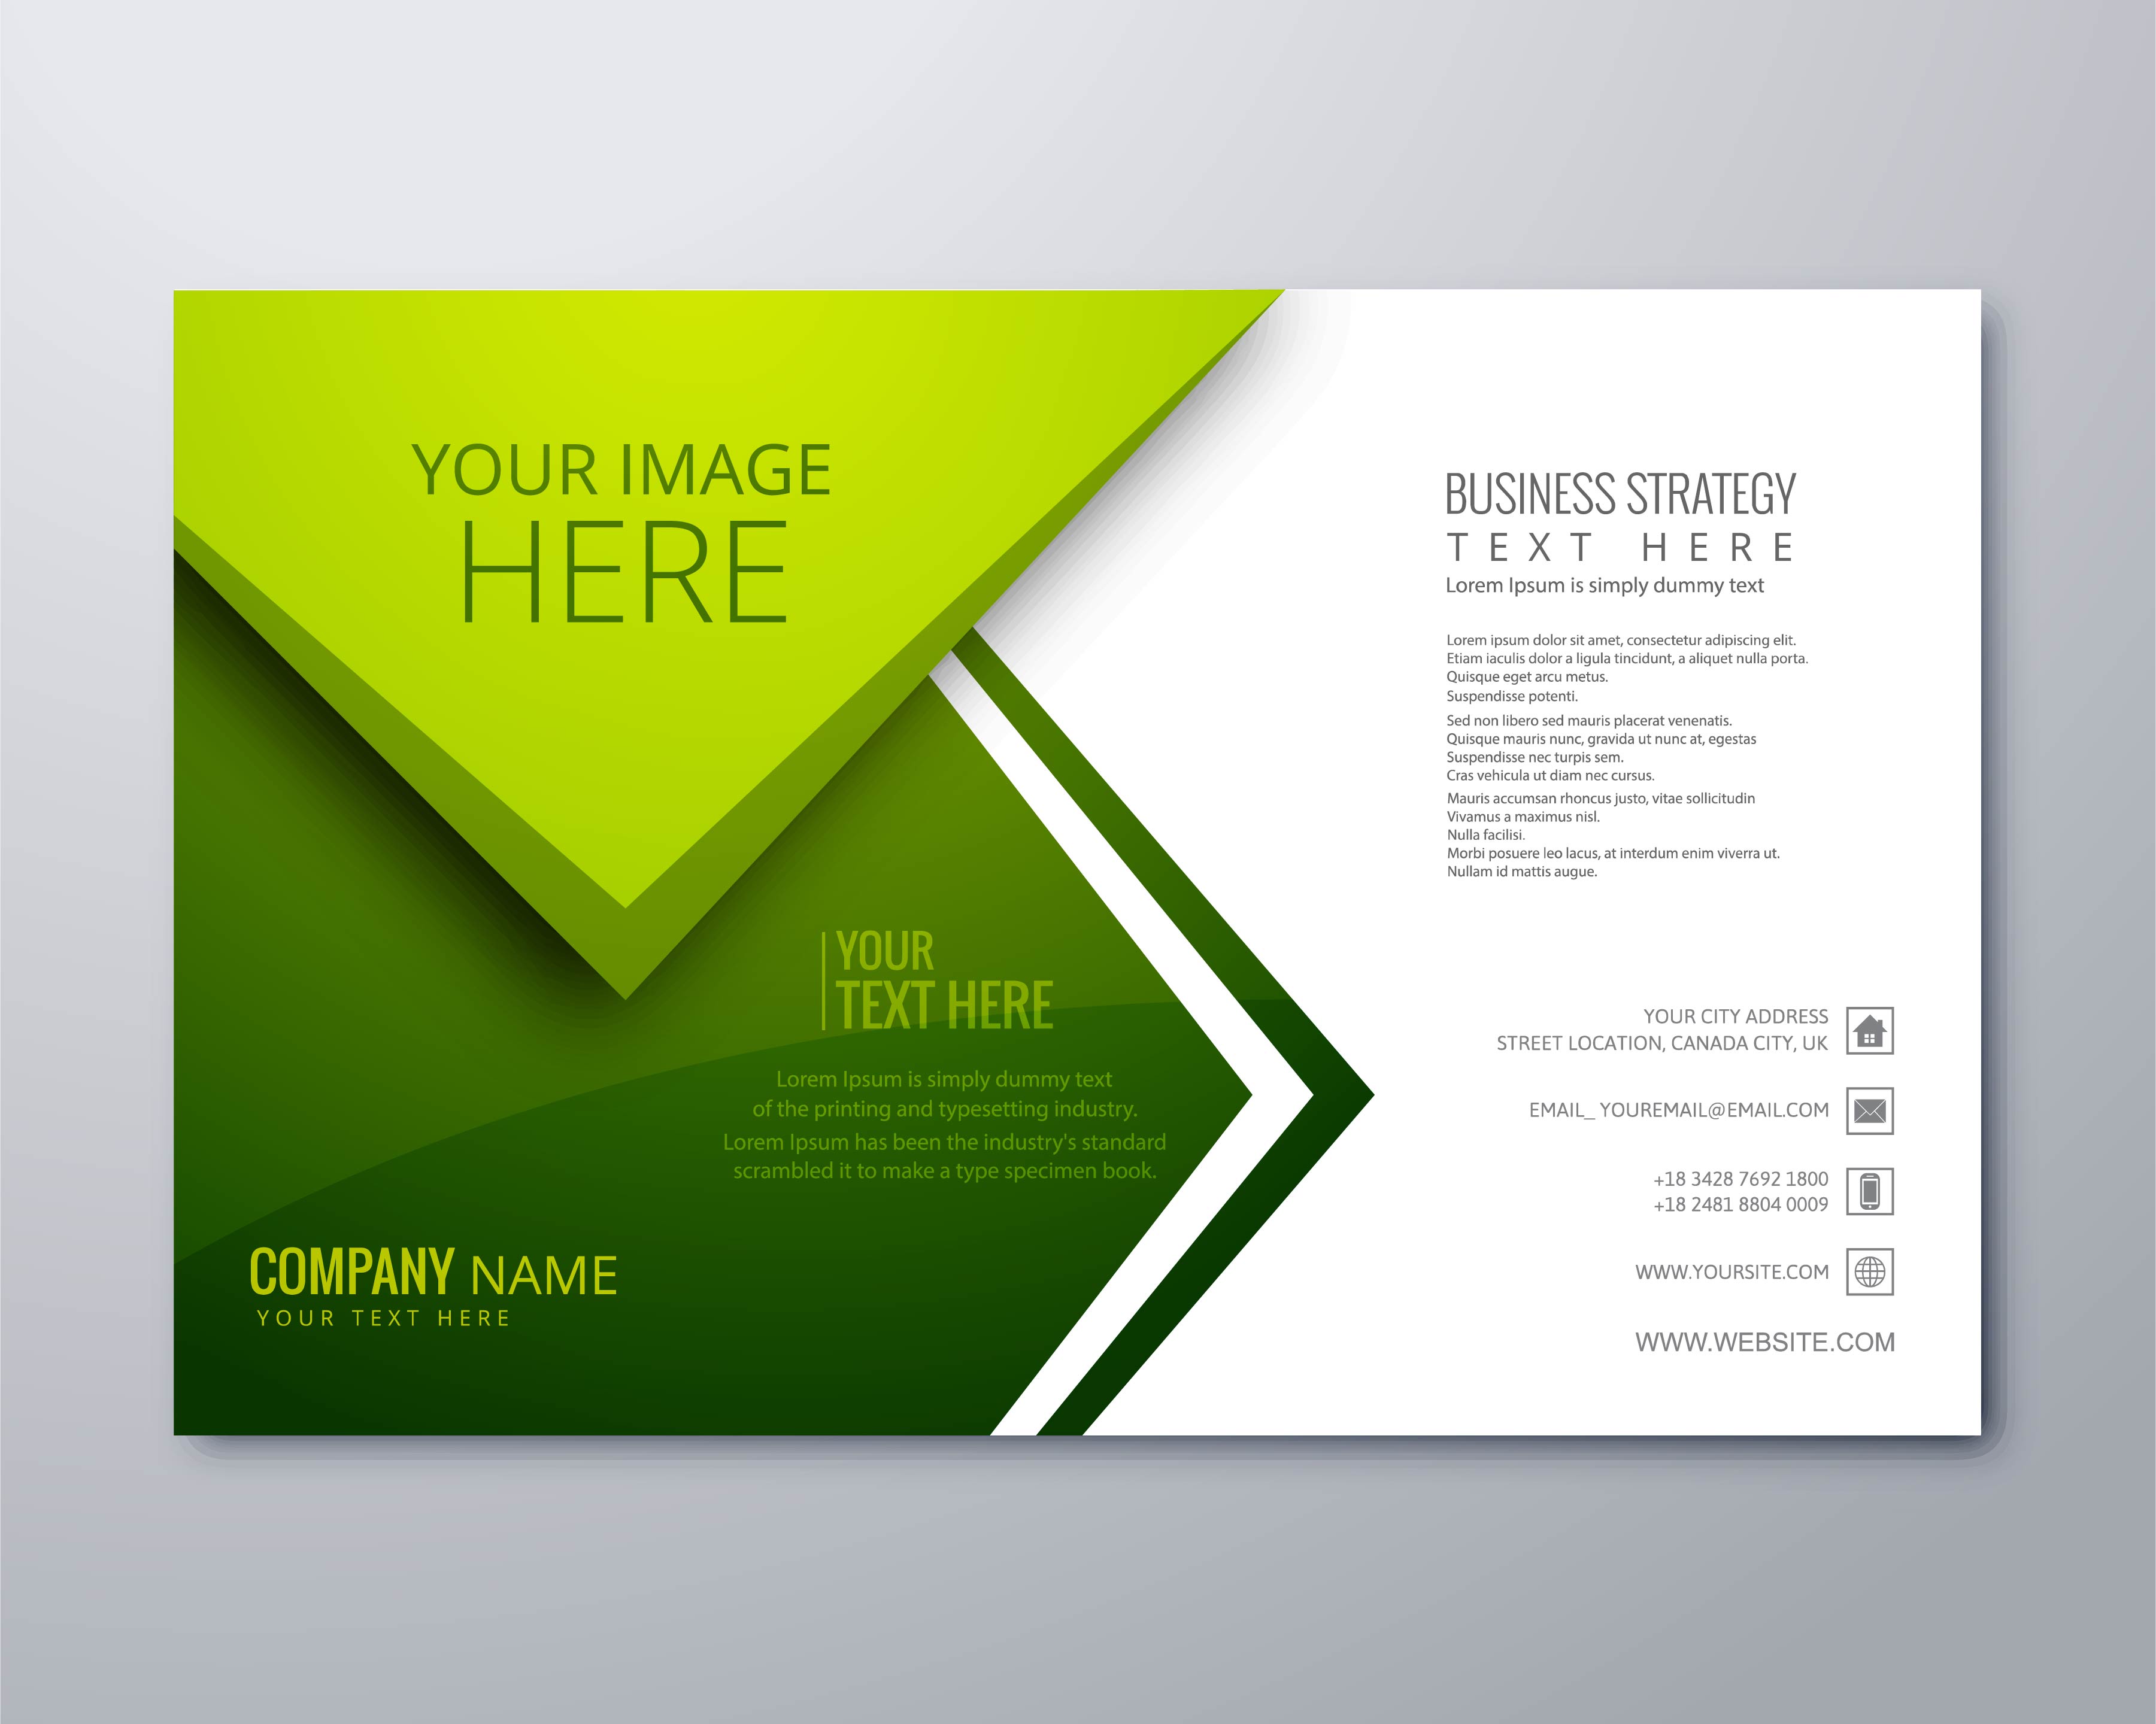 YOUR IMAGE
HERE
YOUR
TEXT HERE
Lorem Ipsum is simply dummy text
of the printing and typesetting industry.
Lorem Ipsum has been the industry's standard
scrambled it to make a type specimen book.
COMPANY NAME
YOUR TEXT HERE
BUSINESS STRATEGY
TEXT HERE
Lorem Ipsum is simply dummy text
Lorem ipsum dolor sit amet, consectetur adipiscing elit.
Etiam iaculis dolor a ligula tincidunt, a aliquet nulla porta.
Quisque eget arcu metus.
Suspendisse potenti.
Sed non libero sed mauris placerat venenatis.
Quisque mauris nunc, gravida ut nunc at, egestas
Suspendisse nec turpis sem.
Cras vehicula ut diam nec cursus.
Mauris accumsan rhoncus justo, vitae sollicitudin
Vivamus a maximus nisl.
Nulla facilisi.
Morbi posuere leo lacus, at interdum enim viverra ut.
Nullam id mattis augue.
YOUR CITY ADDRESS
STREET LOCATION, CANADA CITY, UK
EMAIL_ YOUREMAIL@EMAIL.COM
+18 3428 7692 1800
+18 2481 8804 0009
WWW.YOURSITE.COM
WWW.WEBSITE.COM